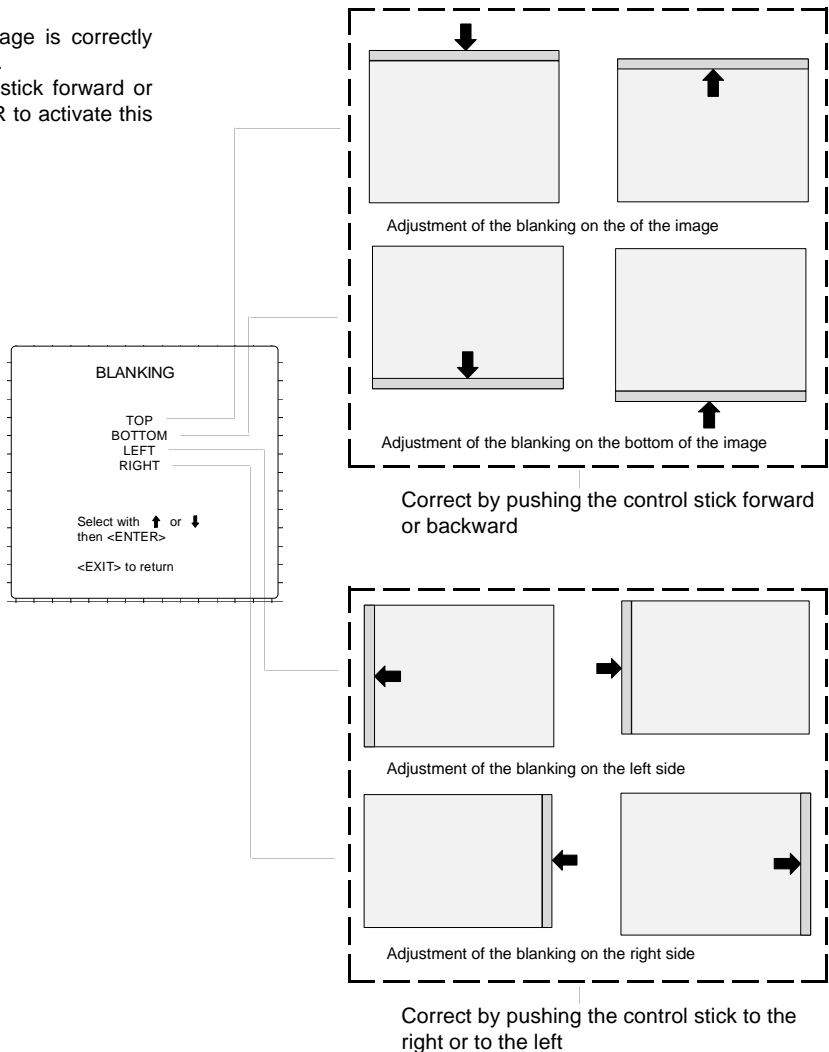 age is correctly
.
stick forward or
R to activate this
Adjustment of the blanking on the of the image
Adjustment of the blanking on the bottom of the image
Correct by pushing the control stick forward
or backward
BLANKING
TOP
BOTTOM
LEFT
RIGHT
Select with ⬆ or ⬇
then <ENTER>
<EXIT> to return
Adjustment of the blanking on the left side
Adjustment of the blanking on the right side
Correct by pushing the control stick to the
right or to the left